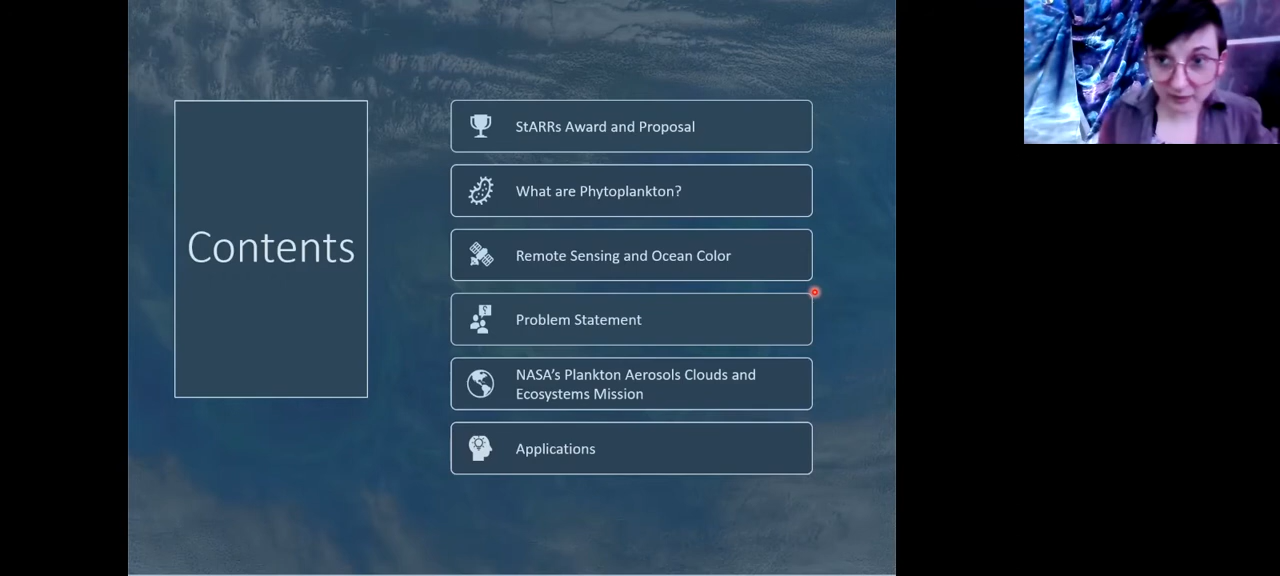 Contents
StARRs Award and Proposal
What are Phytoplankton?
Remote Sensing and Ocean Color
Problem Statement
NASA’s Plankton Aerosols Clouds and
Ecosystems Mission
Applications